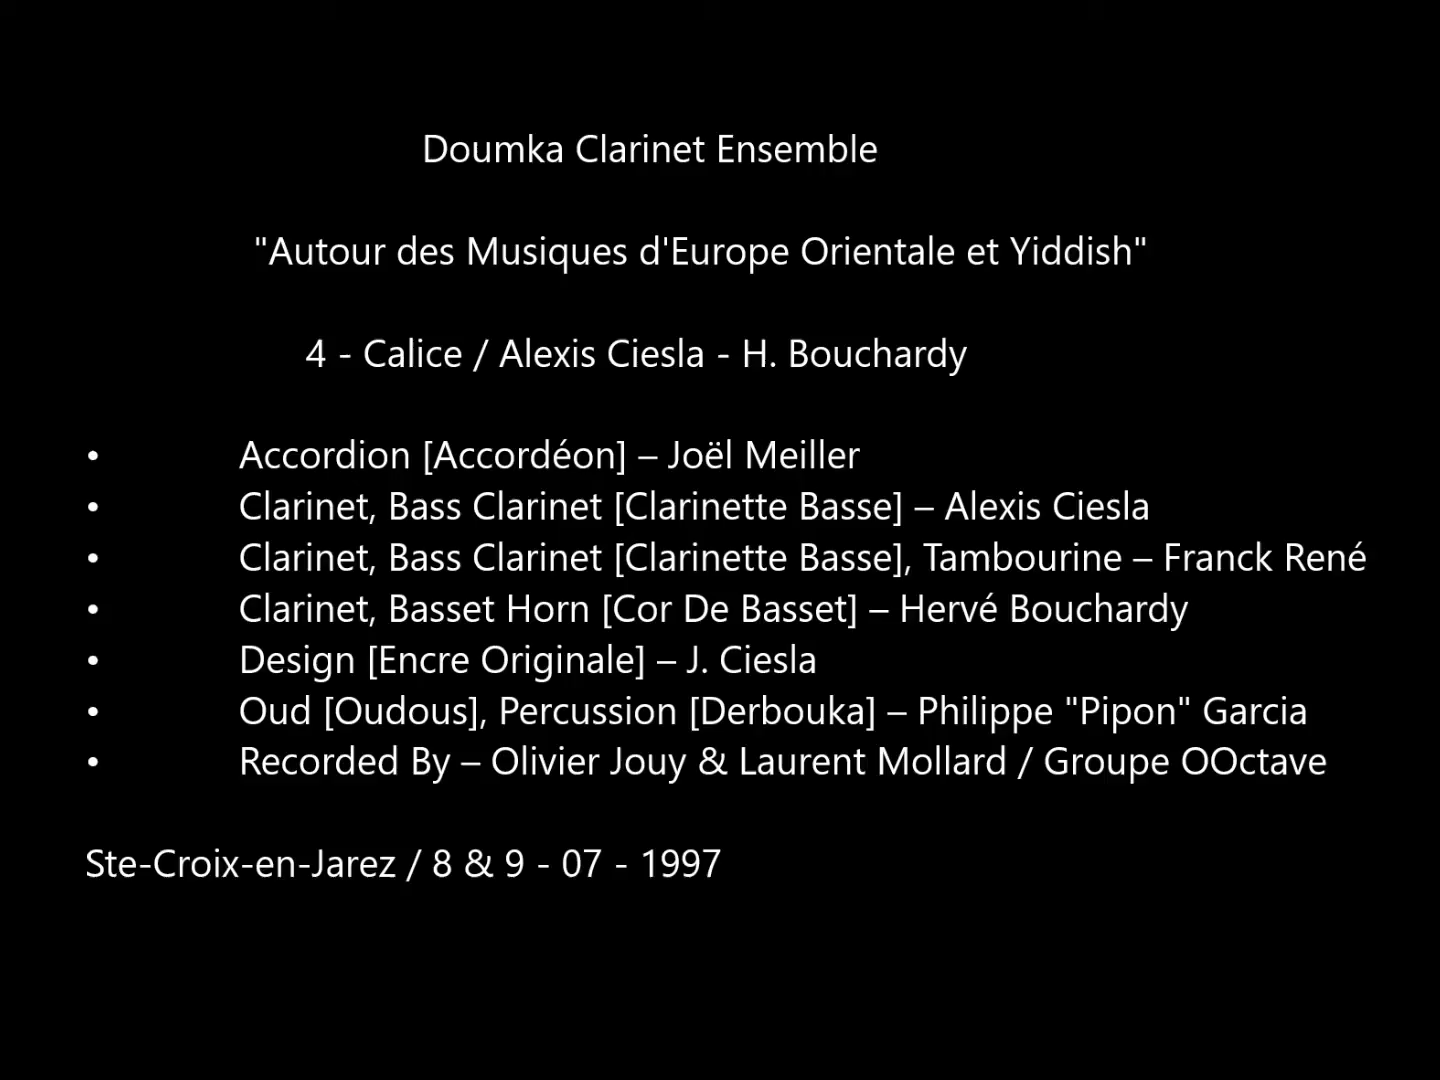 Doumka Clarinet Ensemble
"Autour des Musiques d'Europe Orientale et Yiddish"
4 - Calice / Alexis Ciesla - H. Bouchardy
• Accordion [Accordéon] – Joël Meiller
• Clarinet, Bass Clarinet [Clarinette Basse] – Alexis Ciesla
• Clarinet, Bass Clarinet [Clarinette Basse], Tambourine – Franck René
• Clarinet, Basset Horn [Cor De Basset] – Hervé Bouchardy
• Design [Encre Originale] – J. Ciesla
• Oud [Oudous], Percussion [Derbouka] – Philippe "Pipon" Garcia
• Recorded By – Olivier Jouy & Laurent Mollard / Groupe OOctave
Ste-Croix-en-Jarez / 8 & 9 - 07 - 1997